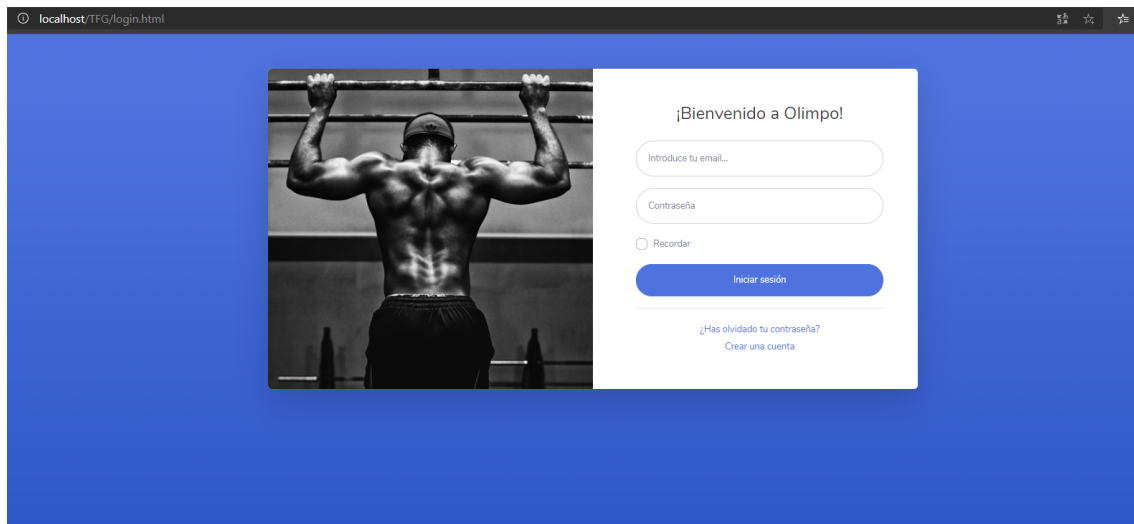 localhost/TFG/login.html
¡Bienvenido a Olimpo!
Introduce tu email...
Contraseña
Recordar
Iniciar sesión
¿Has olvidado tu contraseña?
Crear una cuenta